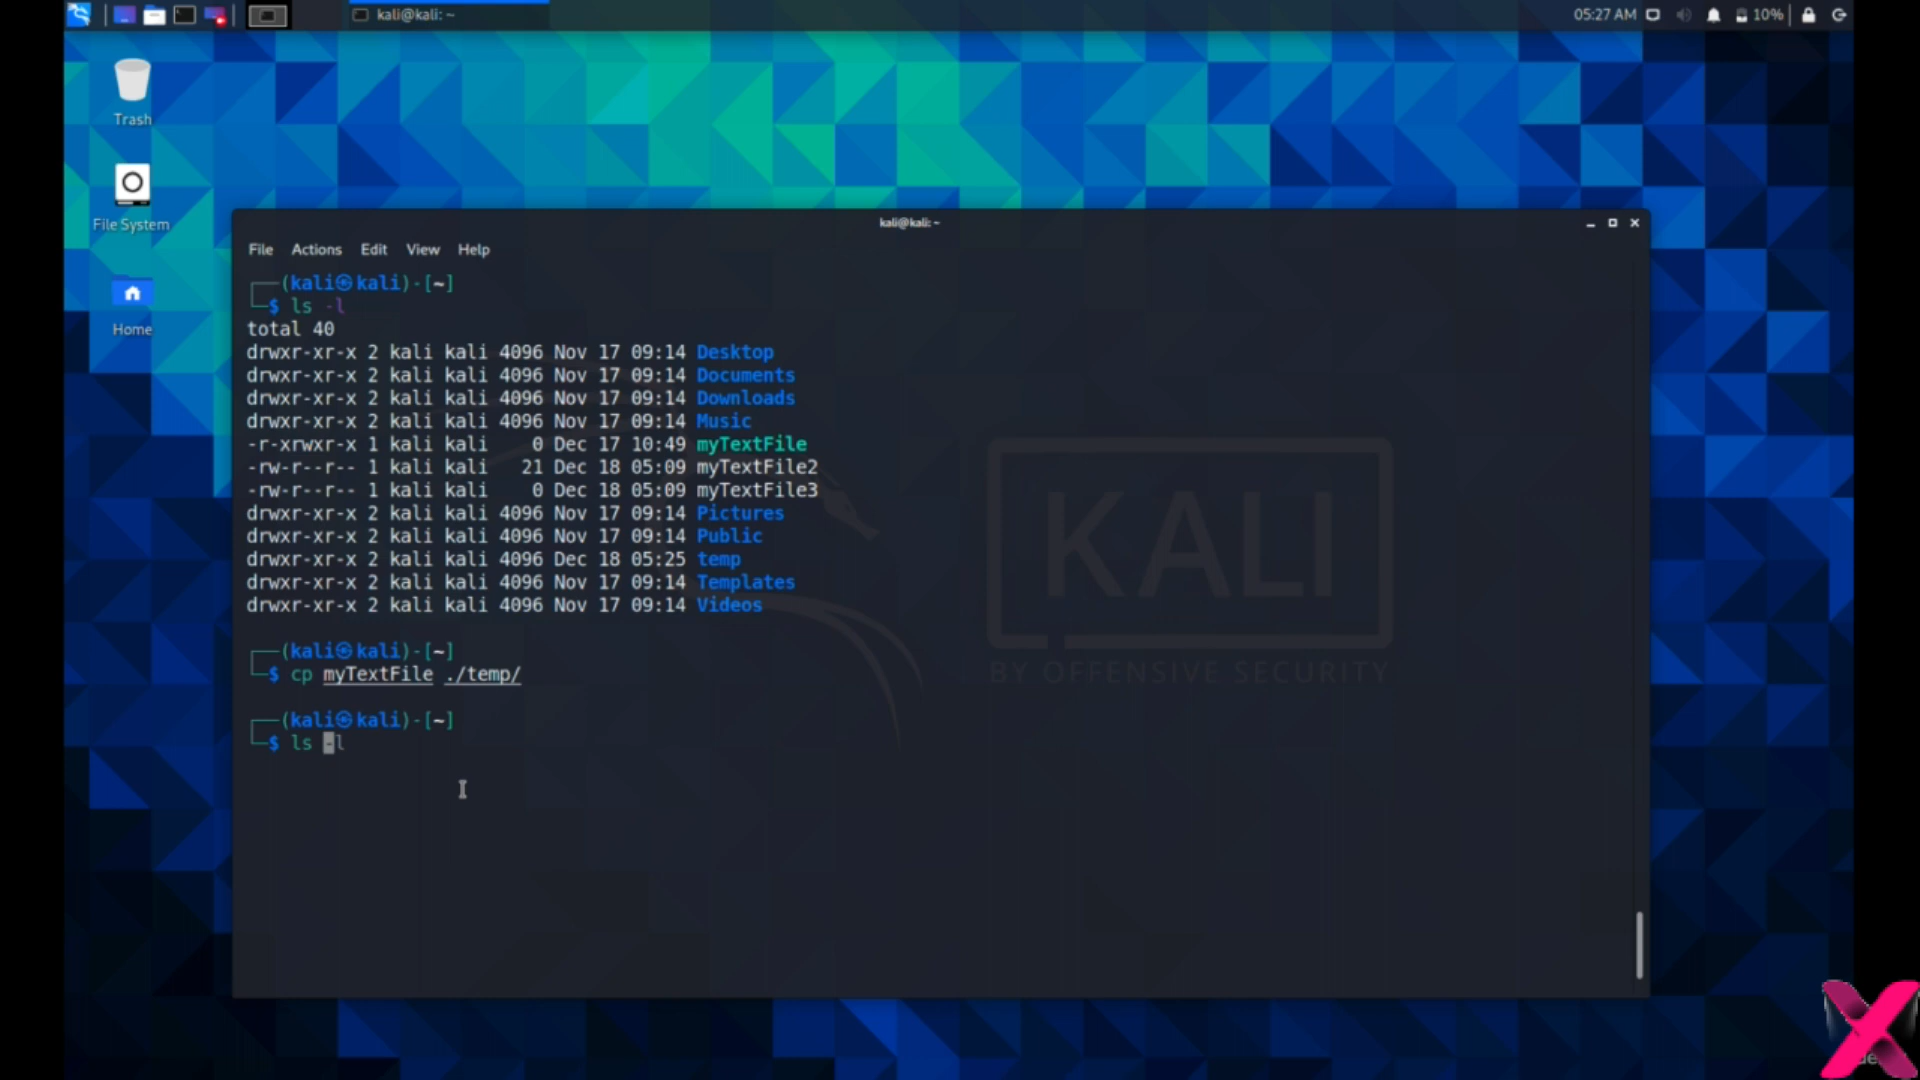 kali@kali: ~
05:27 AM
10%
Trash
File System
Home
kali@kali: ~
File Actions Edit View Help
(kali㉿kali)-[~]
$ ls -l
total 40
drwxr-xr-x 2 kali kali 4096 Nov 17 09:14 Desktop
drwxr-xr-x 2 kali kali 4096 Nov 17 09:14 Documents
drwxr-xr-x 2 kali kali 4096 Nov 17 09:14 Downloads
drwxr-xr-x 2 kali kali 4096 Nov 17 09:14 Music
-r-xrwxr-x 1 kali kali 0 Dec 17 10:49 myTextFile
-rw-r--r-- 1 kali kali 21 Dec 18 05:09 myTextFile2
-rw-r--r-- 1 kali kali 0 Dec 18 05:09 myTextFile3
drwxr-xr-x 2 kali kali 4096 Nov 17 09:14 Pictures
drwxr-xr-x 2 kali kali 4096 Nov 17 09:14 Public
drwxr-xr-x 2 kali kali 4096 Dec 18 05:25 temp
drwxr-xr-x 2 kali kali 4096 Nov 17 09:14 Templates
drwxr-xr-x 2 kali kali 4096 Nov 17 09:14 Videos
(kali㉿kali)-[~]
$ cp myTextFile ./temp/
(kali㉿kali)-[~]
$ ls -l
KALI
BY OFFENSIVE SECURITY
X